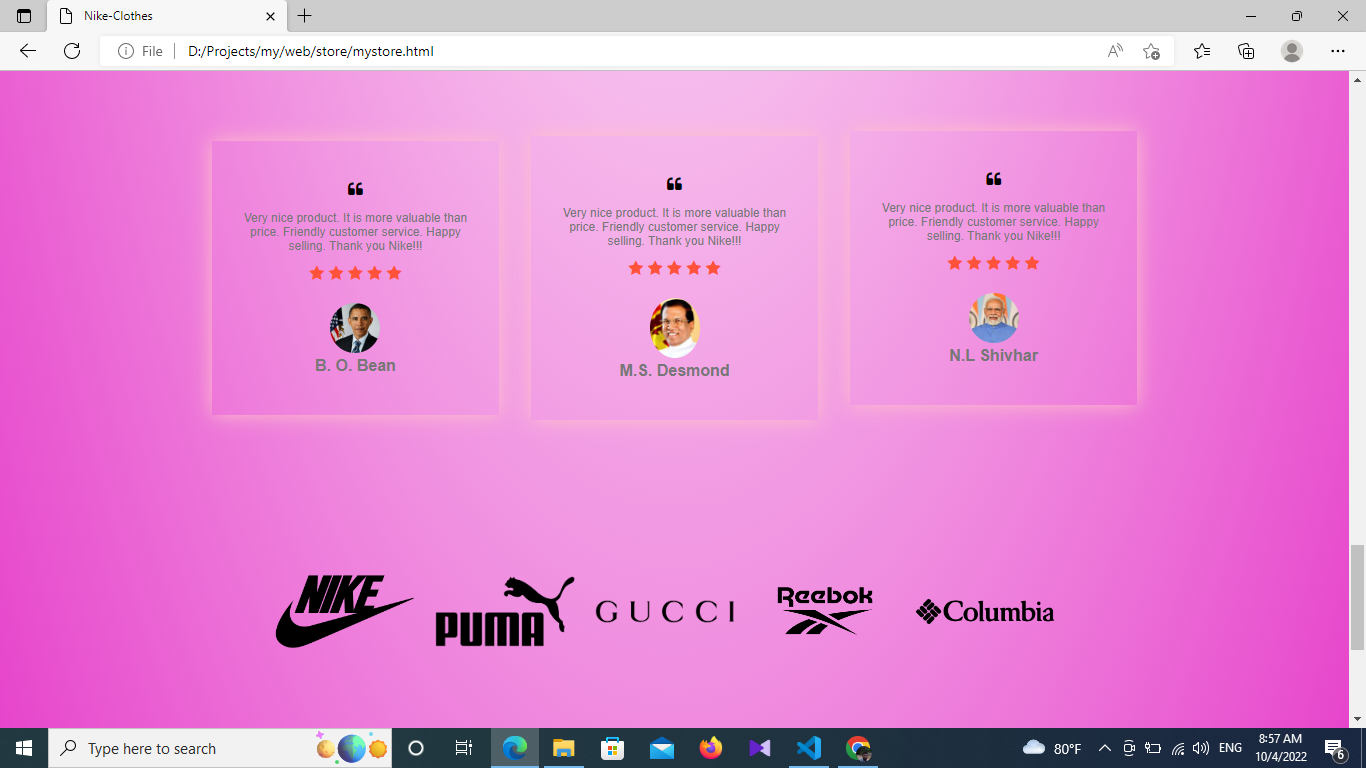 Nike-Clothes
File
D:/Projects/my/web/store/mystore.html
Very nice product. It is more valuable than
price. Friendly customer service. Happy
selling. Thank you Nike!!!
B. O. Bean
Very nice product. It is more valuable than
price. Friendly customer service. Happy
selling. Thank you Nike!!!
M.S. Desmond
Very nice product. It is more valuable than
price. Friendly customer service. Happy
selling. Thank you Nike!!!
N.L Shivhar
NIKE
PUMA
GUCCI
Reebok
Columbia
Type here to search
80°F
ENG
8:57 AM
10/4/2022
6